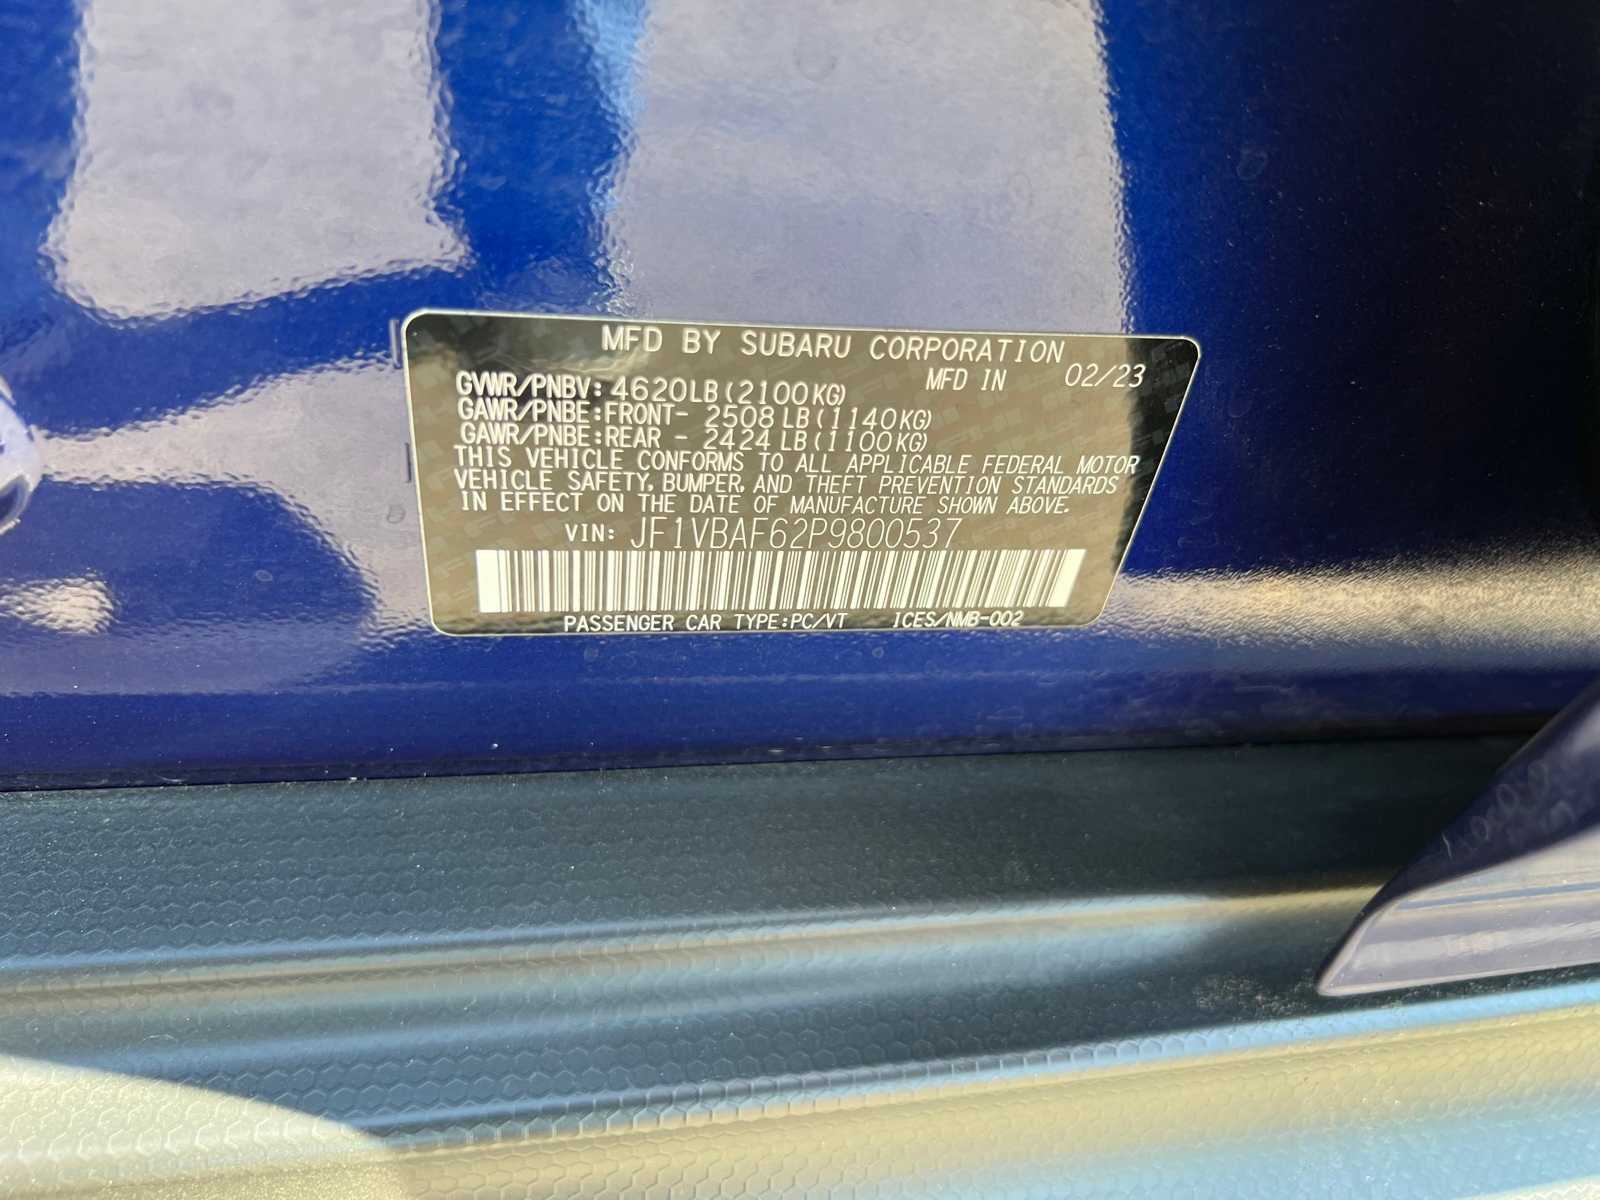 MFD BY SUBARU CORPORATION
GVWR/PNBV: 4620LB(2100KG) MFD IN 02/23
GAWR/PNBE:FRONT- 2508 LB(1140KG)
GAWR/PNBE:REAR - 2424 LB(1100KG)
THIS VEHICLE CONFORMS TO ALL APPLICABLE FEDERAL MOTOR
VEHICLE SAFETY, BUMPER, AND THEFT PREVENTION STANDARDS
IN EFFECT ON THE DATE OF MANUFACTURE SHOWN ABOVE.
VIN: JF1VBAF62P9800537
PASSENGER CAR TYPE:PC/VT ICES/NMB-002